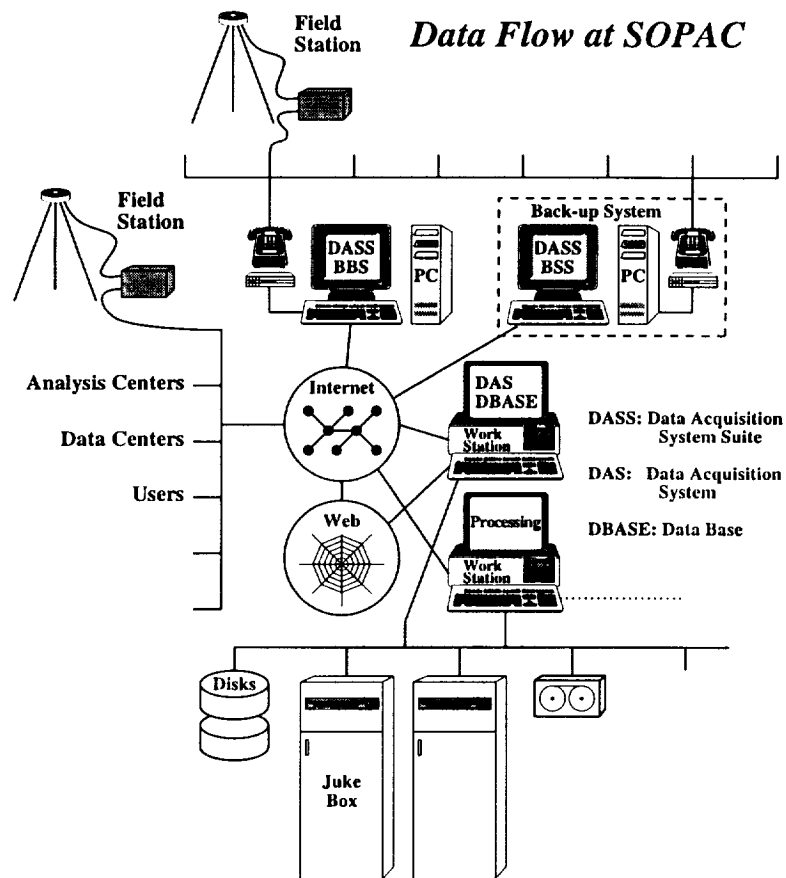 Data Flow at SOPAC
Field
Station
Field
Station
Back-up System
DASS
BBS
PC
DASS
BSS
PC
Analysis Centers
Data Centers
Users
Internet
Web
DAS
DBASE
Work
Station
Processing
Work
Station
DASS: Data Acquisition
System Suite
DAS: Data Acquisition
System
DBASE: Data Base
Disks
Juke
Box